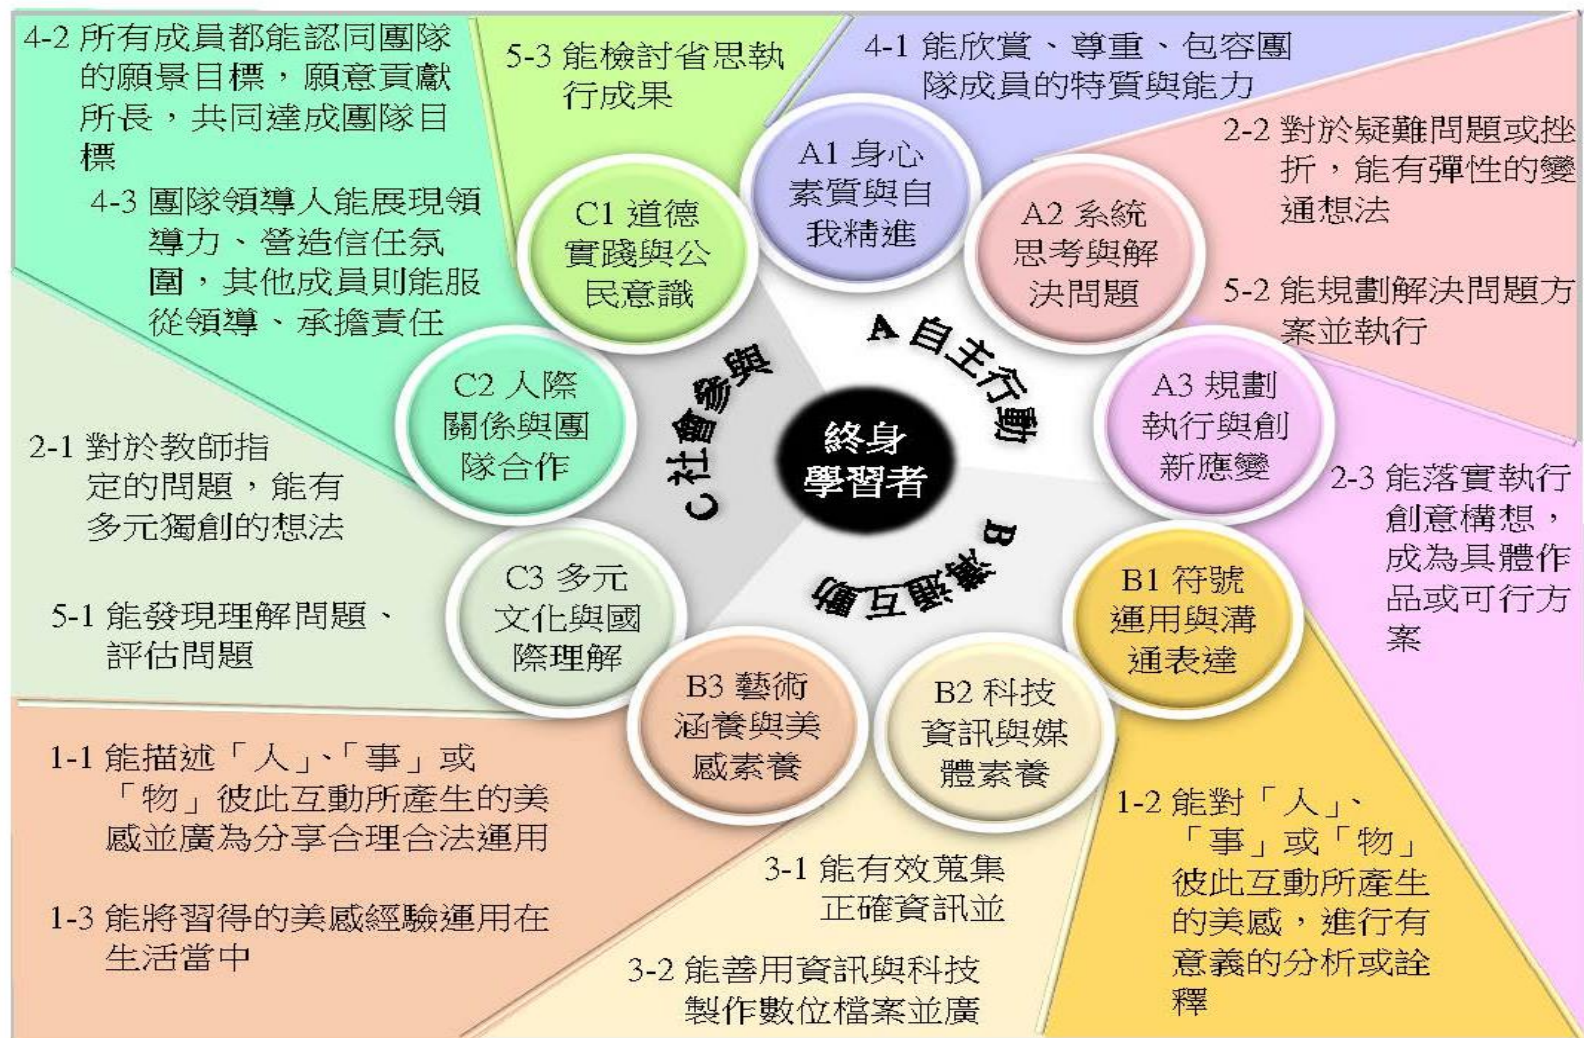 4-2 所有成員都能認同團隊
的願景目標，願意貢獻
所長，共同達成團隊目
標
4-3 團隊領導人能展現領
導力、營造信任氛
圍，其他成員則能服
從領導、承擔責任
5-3 能檢討省思執
行成果
4-1 能欣賞、尊重、包容團
隊成員的特質與能力
2-2 對於疑難問題或挫
折，能有彈性的變
通想法
5-2 能規劃解決問題方
案並執行
C1 道德
實踐與公
民意識
A1 身心
素質與自
我精進
A2 系統
思考與解
決問題
C2 人際
關係與團
隊合作
C 社會參與
A 自主行動
終身
學習者
A3 規劃
執行與創
新應變
2-1 對於教師指
定的問題，能有
多元獨創的想法
5-1 能發現理解問題、
評估問題
C3 多元
文化與國
際理解
B 溝通互動
B1 符號
運用與溝
通表達
2-3 能落實執行
創意構想，
成為具體作
品或可行方
案
B3 藝術
涵養與美
感素養
B2 科技
資訊與媒
體素養
1-1 能描述「人」、「事」或
「物」彼此互動所產生的美
感並廣為分享合理合法運用
1-3 能將習得的美感經驗運用在
生活當中
3-1 能有效蒐集
正確資訊並
3-2 能善用資訊與科技
製作數位檔案並廣
1-2 能對「人」、
「事」或「物」
彼此互動所產生
的美感，進行有
意義的分析或詮
釋